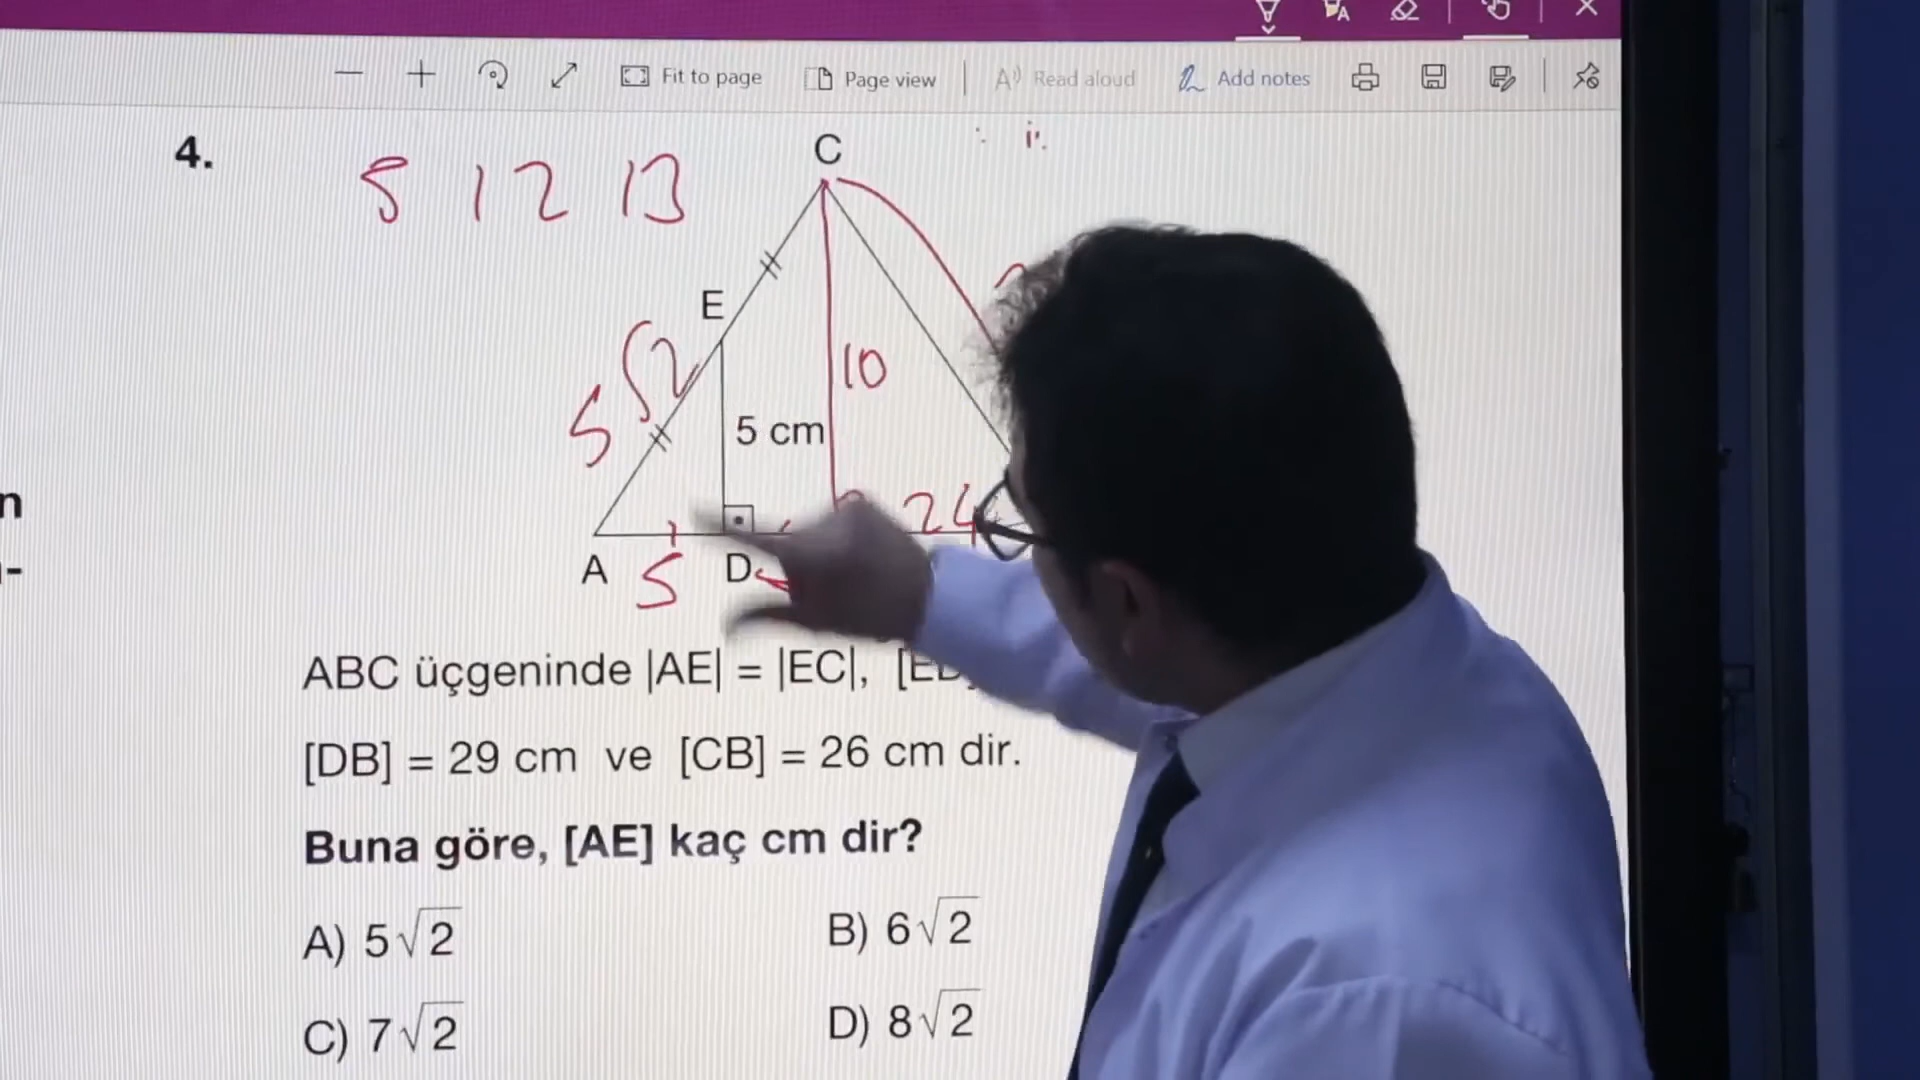 Fit to page Page view Read aloud Add notes
4.
5 12 13
C
E
5√2
10
5 cm
24
A 5 D
n
-
ABC üçgeninde |AE| = |EC|,
[DB] = 29 cm ve [CB] = 26 cm dir.
Buna göre, [AE] kaç cm dir?
A) 5√2 B) 6√2
C) 7√2 D) 8√2